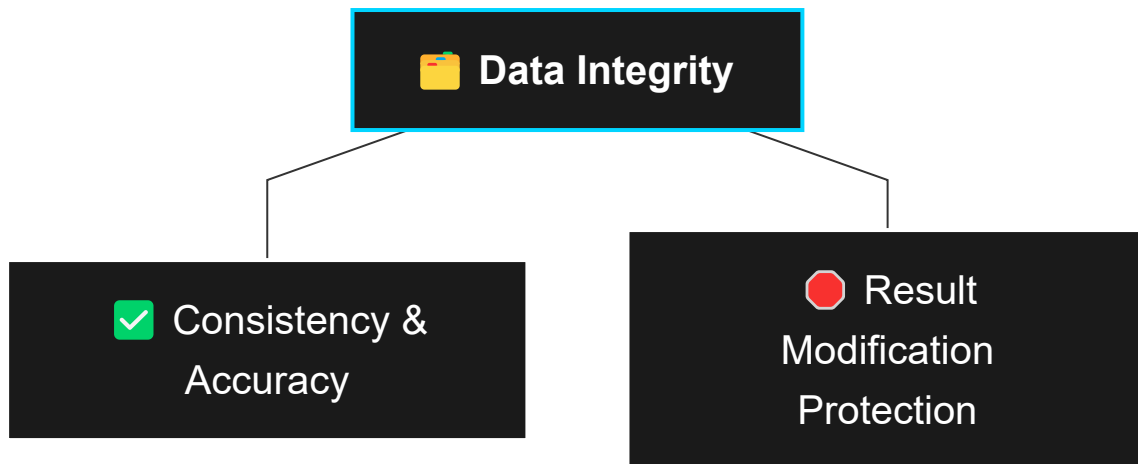 Data Integrity
Consistency &
Accuracy
Result
Modification
Protection